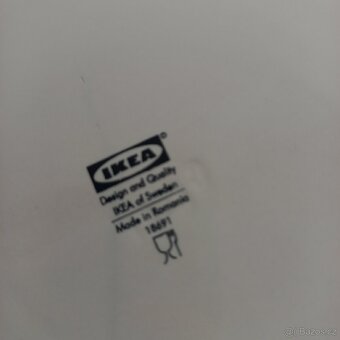 IKEA®
Design and Quality
IKEA of Sweden
Made in Romania
18691